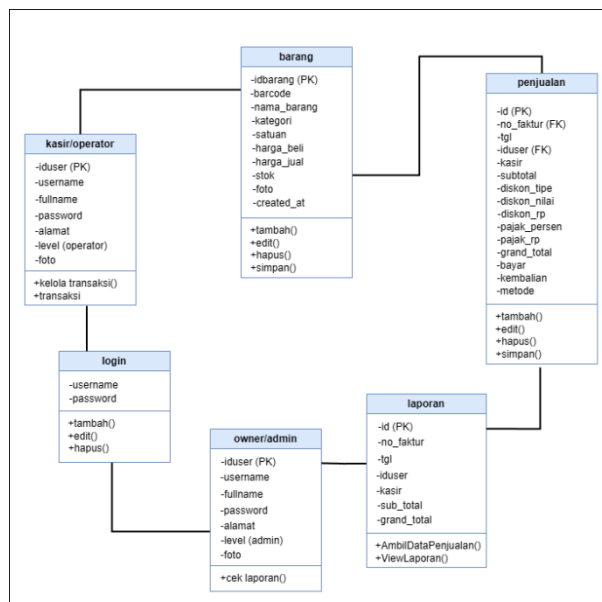 barang
-idbarang (PK)
-barcode
-nama_barang
-kategori
-satuan
-harga_beli
-harga_jual
-stok
-foto
-created_at
+tambah()
+edit()
+hapus()
+simpan()
penjualan
-id (PK)
-no_faktur (FK)
-tgl
-iduser (FK)
-kasir
-subtotal
-diskon_tipe
-diskon_nilai
-diskon_rp
-pajak_persen
-pajak_rp
-grand_total
-bayar
-kembalian
-metode
+tambah()
+edit()
+hapus()
+simpan()
kasir/operator
-iduser (PK)
-username
-fullname
-password
-alamat
-level (operator)
-foto
+kelola transaksi()
+transaksi
login
-username
-password
+tambah()
+edit()
+hapus()
owner/admin
-iduser (PK)
-username
-fullname
-password
-alamat
-level (admin)
-foto
+cek laporan()
laporan
-id (PK)
-no_faktur
-tgl
-iduser
-kasir
-sub_total
-grand_total
+AmbilDataPenjualan()
+ViewLaporan()